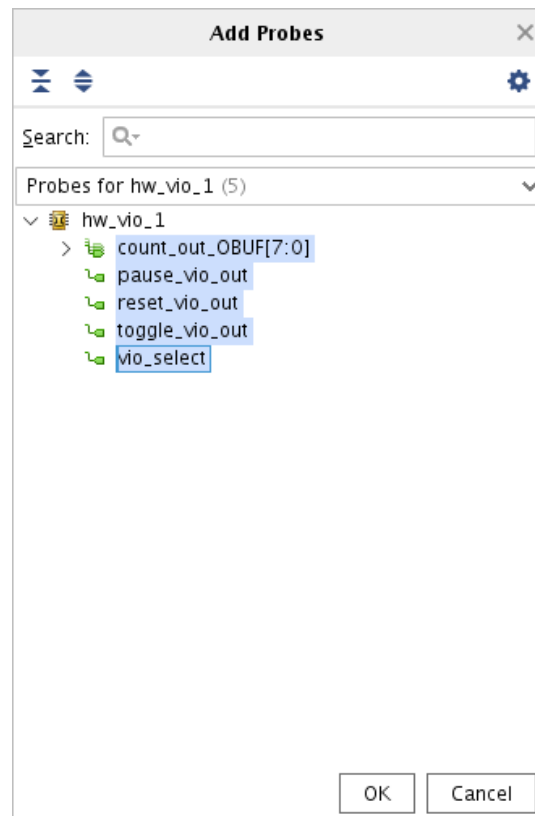 Add Probes
Search:
Probes for hw_vio_1 (5)
hw_vio_1
count_out_OBUF[7:0]
pause_vio_out
reset_vio_out
toggle_vio_out
vio_select
OK Cancel